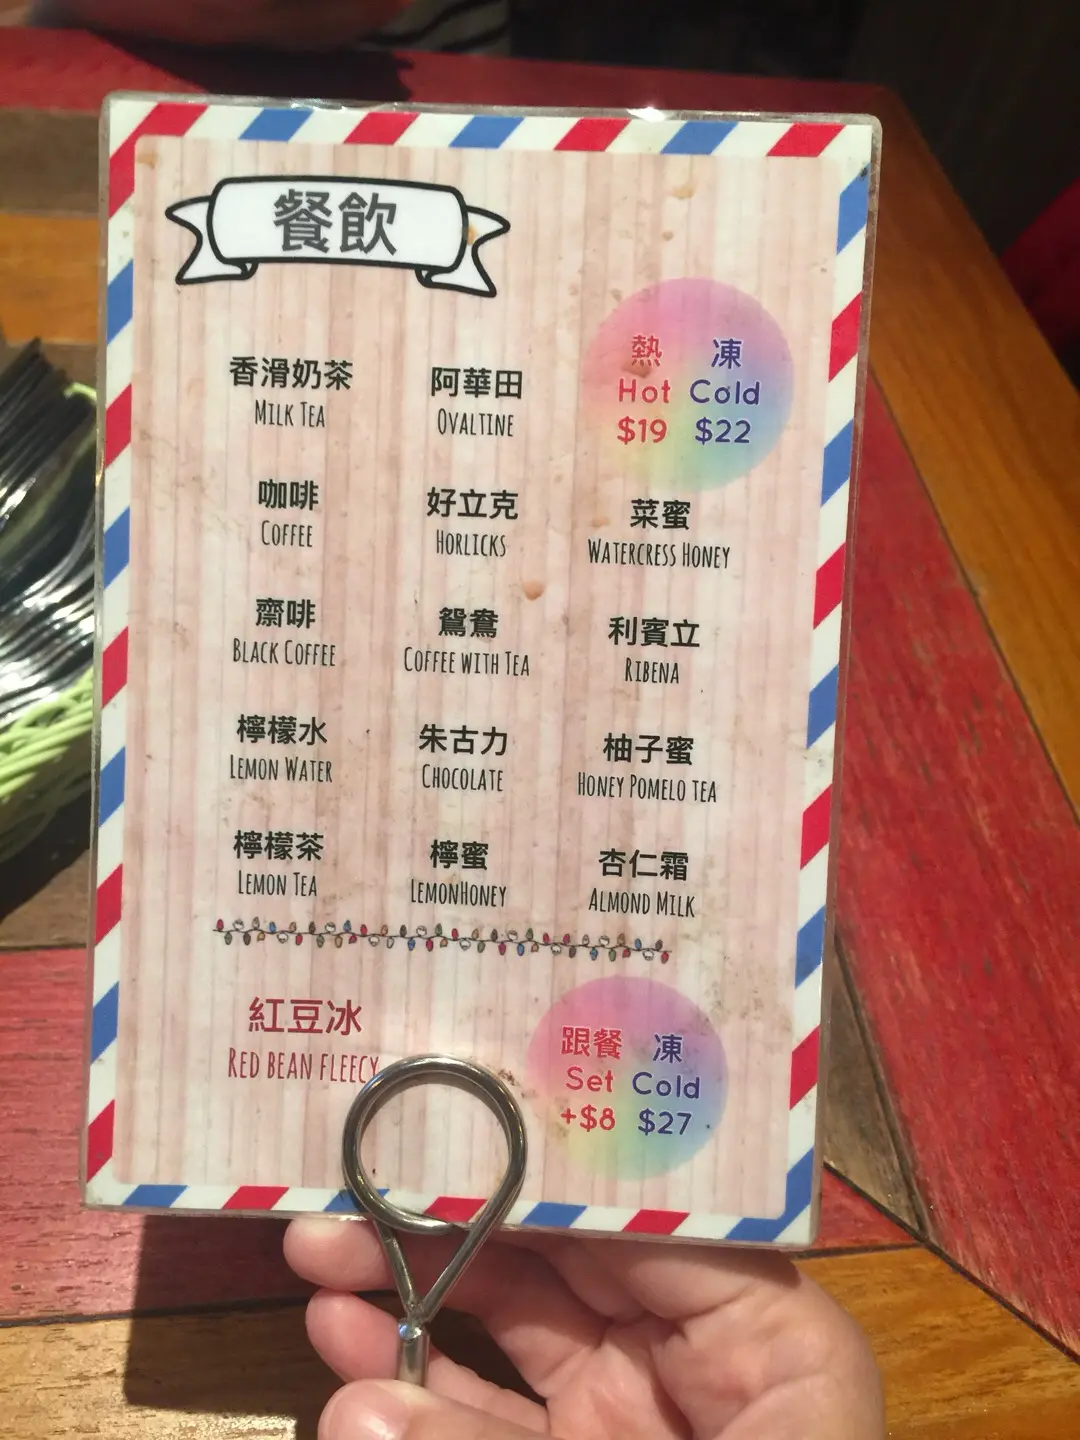 餐飲
熱 凍
Hot Cold
$19 $22
香滑奶茶
MILK TEA
阿華田
OVALTINE
咖啡
COFFEE
好立克
HORLICKS
菜蜜
WATERCRESS HONEY
齋啡
BLACK COFFEE
鴛鴦
COFFEE WITH TEA
利賓立
RIBENA
檸檬水
LEMON WATER
朱古力
CHOCOLATE
柚子蜜
HONEY POMELO TEA
檸檬茶
LEMON TEA
檸蜜
LEMONHONEY
杏仁霜
ALMOND MILK
紅豆冰
RED BEAN FLEECY
跟餐 凍
Set Cold
+$8 $27